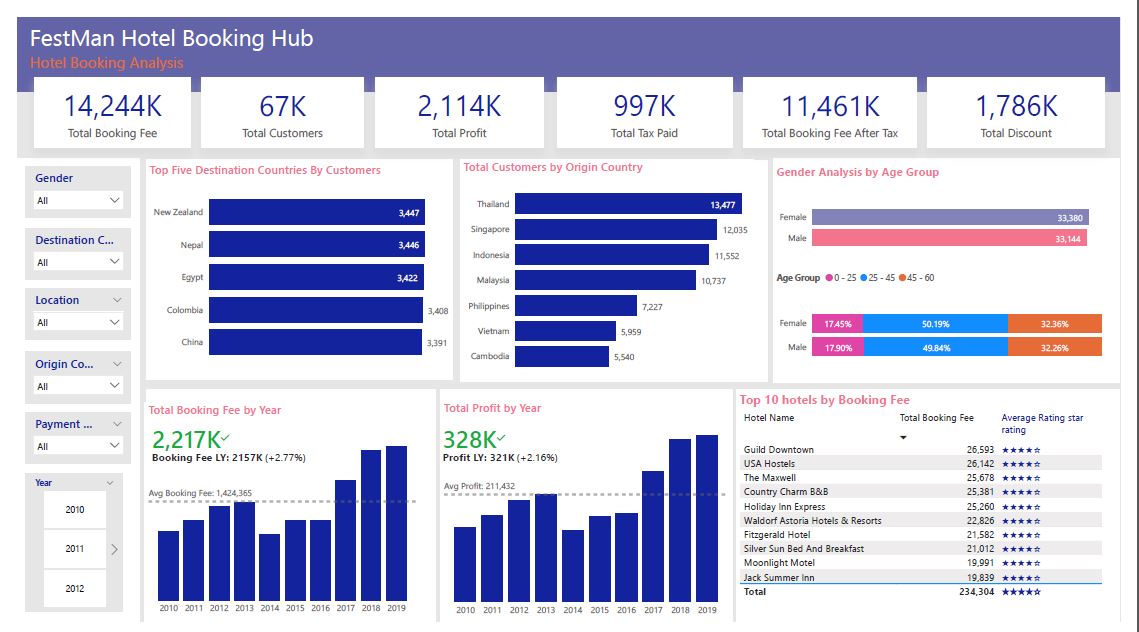 FestMan Hotel Booking Hub
Hotel Booking Analysis
14,244K
Total Booking Fee
67K
Total Customers
2,114K
Total Profit
997K
Total Tax Paid
11,461K
Total Booking Fee After Tax
1,786K
Total Discount
Gender
All
Destination C...
All
Location
All
Origin Co...
All
Payment ...
All
Year
2010
2011
2012
Top Five Destination Countries By Customers
New Zealand 3,447
Nepal 3,446
Egypt 3,422
Colombia 3,408
China 3,391
Total Customers by Origin Country
Thailand 13,477
Singapore 12,035
Indonesia 11,552
Malaysia 10,737
Philippines 7,227
Vietnam 5,959
Cambodia 5,540
Gender Analysis by Age Group
Female 33,380
Male 33,144
Age Group 0 - 25 25 - 45 45 - 60
Female 17.45% 50.19% 32.36%
Male 17.90% 49.84% 32.26%
Total Booking Fee by Year
2,217K
Booking Fee LY: 2157K (+2.77%)
Avg Booking Fee: 1,424,365
2010 2011 2012 2013 2014 2015 2016 2017 2018 2019
Total Profit by Year
328K
Profit LY: 321K (+2.16%)
Avg Profit: 211,432
2010 2011 2012 2013 2014 2015 2016 2017 2018 2019
Top 10 hotels by Booking Fee
Hotel Name Total Booking Fee Average Rating star
rating
Guild Downtown 26,593 ★★★★☆
USA Hostels 26,142 ★★★★☆
The Maxwell 25,678 ★★★★☆
Country Charm B&B 25,381 ★★★★☆
Holiday Inn Express 25,260 ★★★★☆
Waldorf Astoria Hotels & Resorts 22,826 ★★★★☆
Fitzgerald Hotel 21,582 ★★★★☆
Silver Sun Bed And Breakfast 21,012 ★★★★☆
Moonlight Motel 19,991 ★★★★☆
Jack Summer Inn 19,839 ★★★★☆
Total 234,304 ★★★★☆